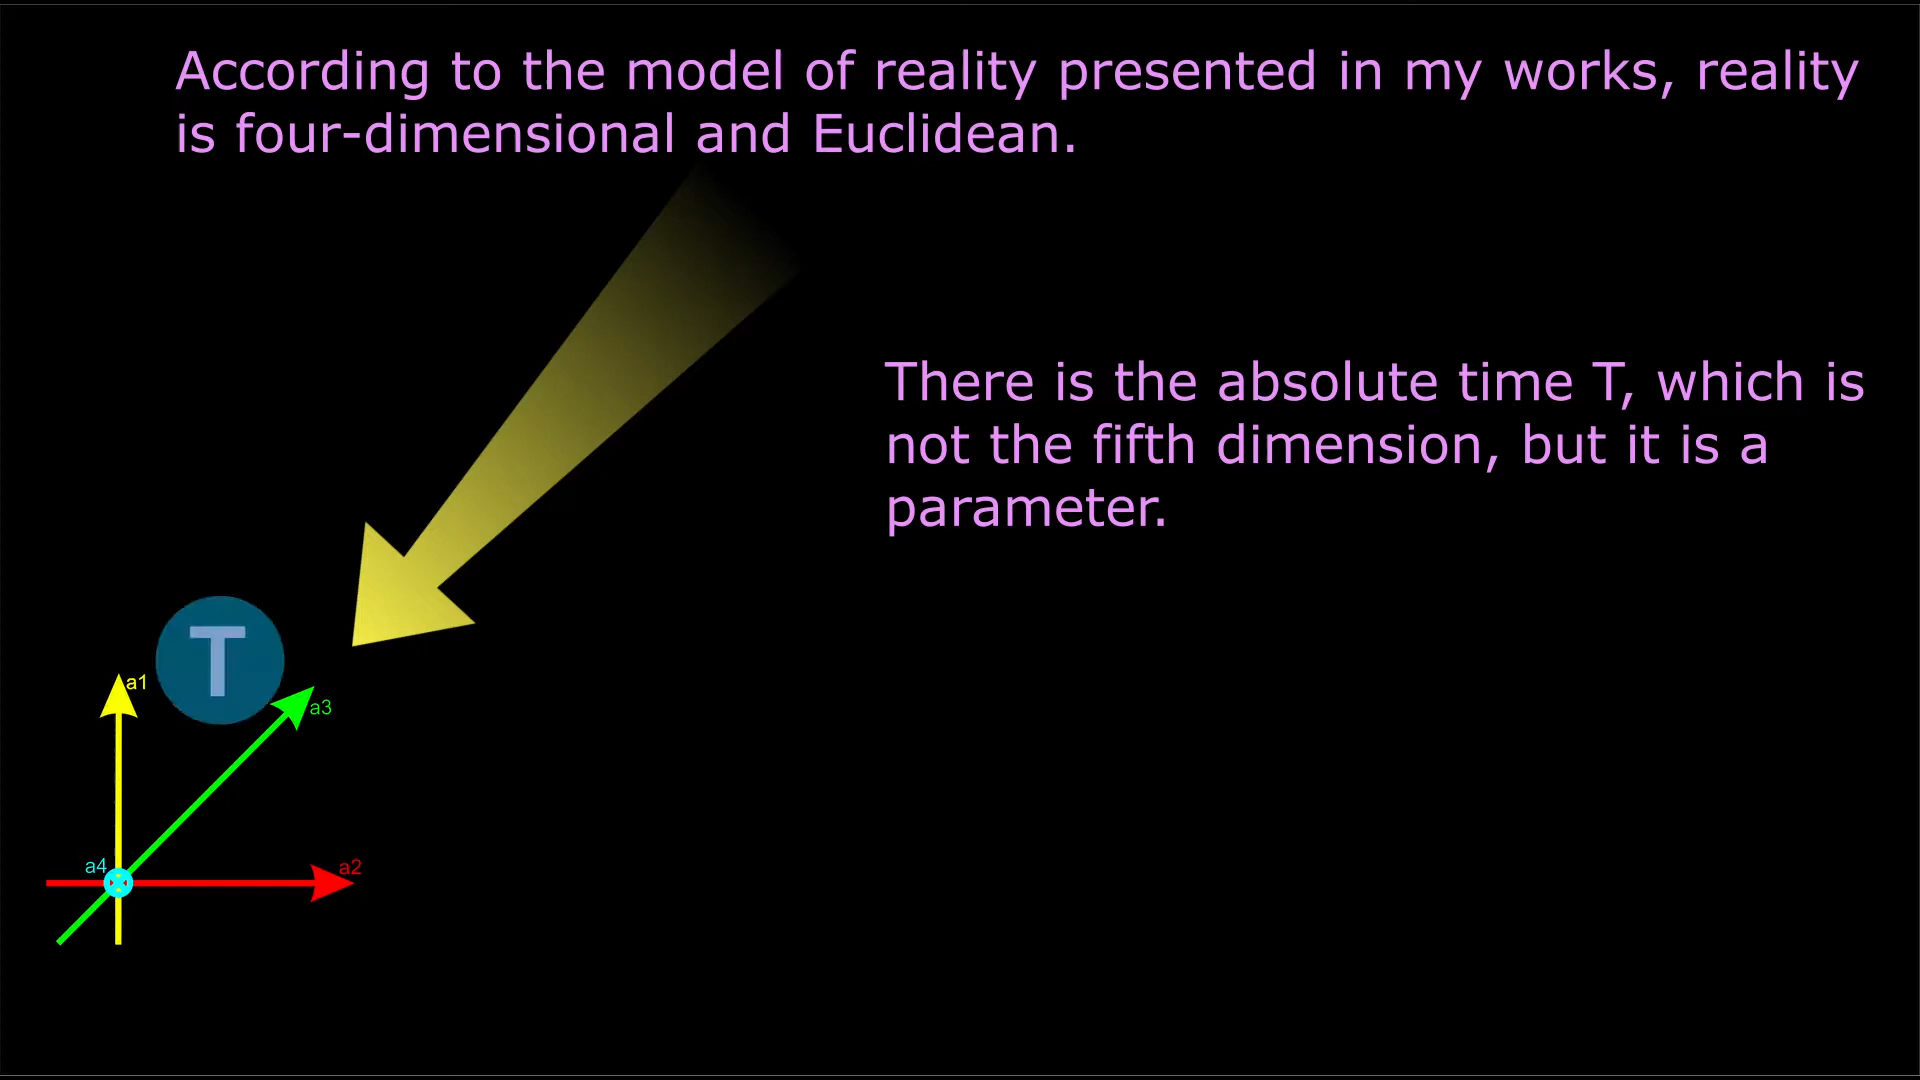 According to the model of reality presented in my works, reality
is four-dimensional and Euclidean.
There is the absolute time T, which is
not the fifth dimension, but it is a
parameter.
T
a1
a3
a4
a2